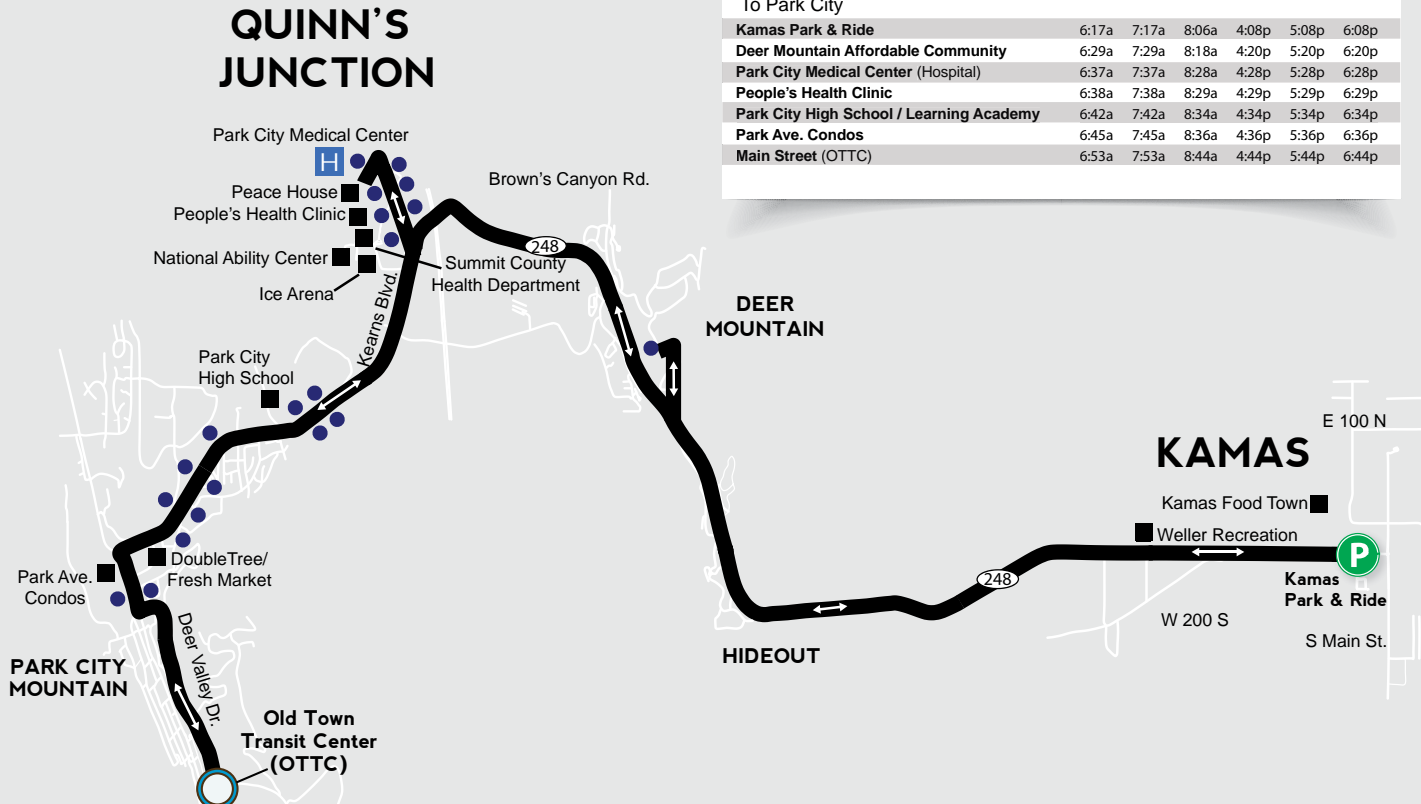 QUINN'S
JUNCTION
To Park City
Kamas Park & Ride 6:17a 7:17a 8:06a 4:08p 5:08p 6:08p
Deer Mountain Affordable Community 6:29a 7:29a 8:18a 4:20p 5:20p 6:20p
Park City Medical Center (Hospital) 6:37a 7:37a 8:28a 4:28p 5:28p 6:28p
People's Health Clinic 6:38a 7:38a 8:29a 4:29p 5:29p 6:29p
Park City High School / Learning Academy 6:42a 7:42a 8:34a 4:34p 5:34p 6:34p
Park Ave. Condos 6:45a 7:45a 8:36a 4:36p 5:36p 6:36p
Main Street (OTTC) 6:53a 7:53a 8:44a 4:44p 5:44p 6:44p
Park City Medical Center
H
Peace House
People's Health Clinic
National Ability Center
Ice Arena
Summit County
Health Department
Kearns Blvd.
Brown's Canyon Rd.
248
DEER
MOUNTAIN
Park City
High School
E 100 N
KAMAS
Kamas Food Town
Weller Recreation
P
Kamas
Park & Ride
248
W 200 S
S Main St.
HIDEOUT
DoubleTree/
Fresh Market
Park Ave.
Condos
Deer Valley Dr.
PARK CITY
MOUNTAIN
Old Town
Transit Center
(OTTC)